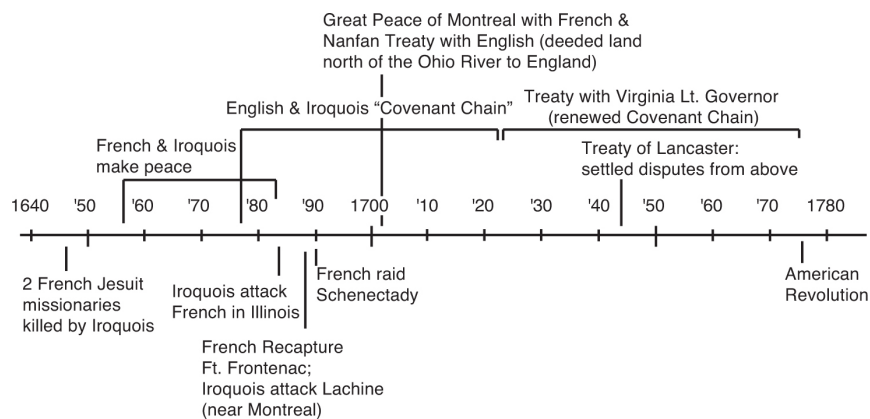 Great Peace of Montreal with French &
Nanfan Treaty with English (deeded land
north of the Ohio River to England)
English & Iroquois “Covenant Chain”
Treaty with Virginia Lt. Governor
(renewed Covenant Chain)
French & Iroquois
make peace
Treaty of Lancaster:
settled disputes from above
1640 '50 '60 '70 '80 '90 1700 '10 '20 '30 '40 '50 '60 '70 1780
2 French Jesuit
missionaries
killed by Iroquois
Iroquois attack
French in Illinois
French raid
Schenectady
American
Revolution
French Recapture
Ft. Frontenac;
Iroquois attack Lachine
(near Montreal)